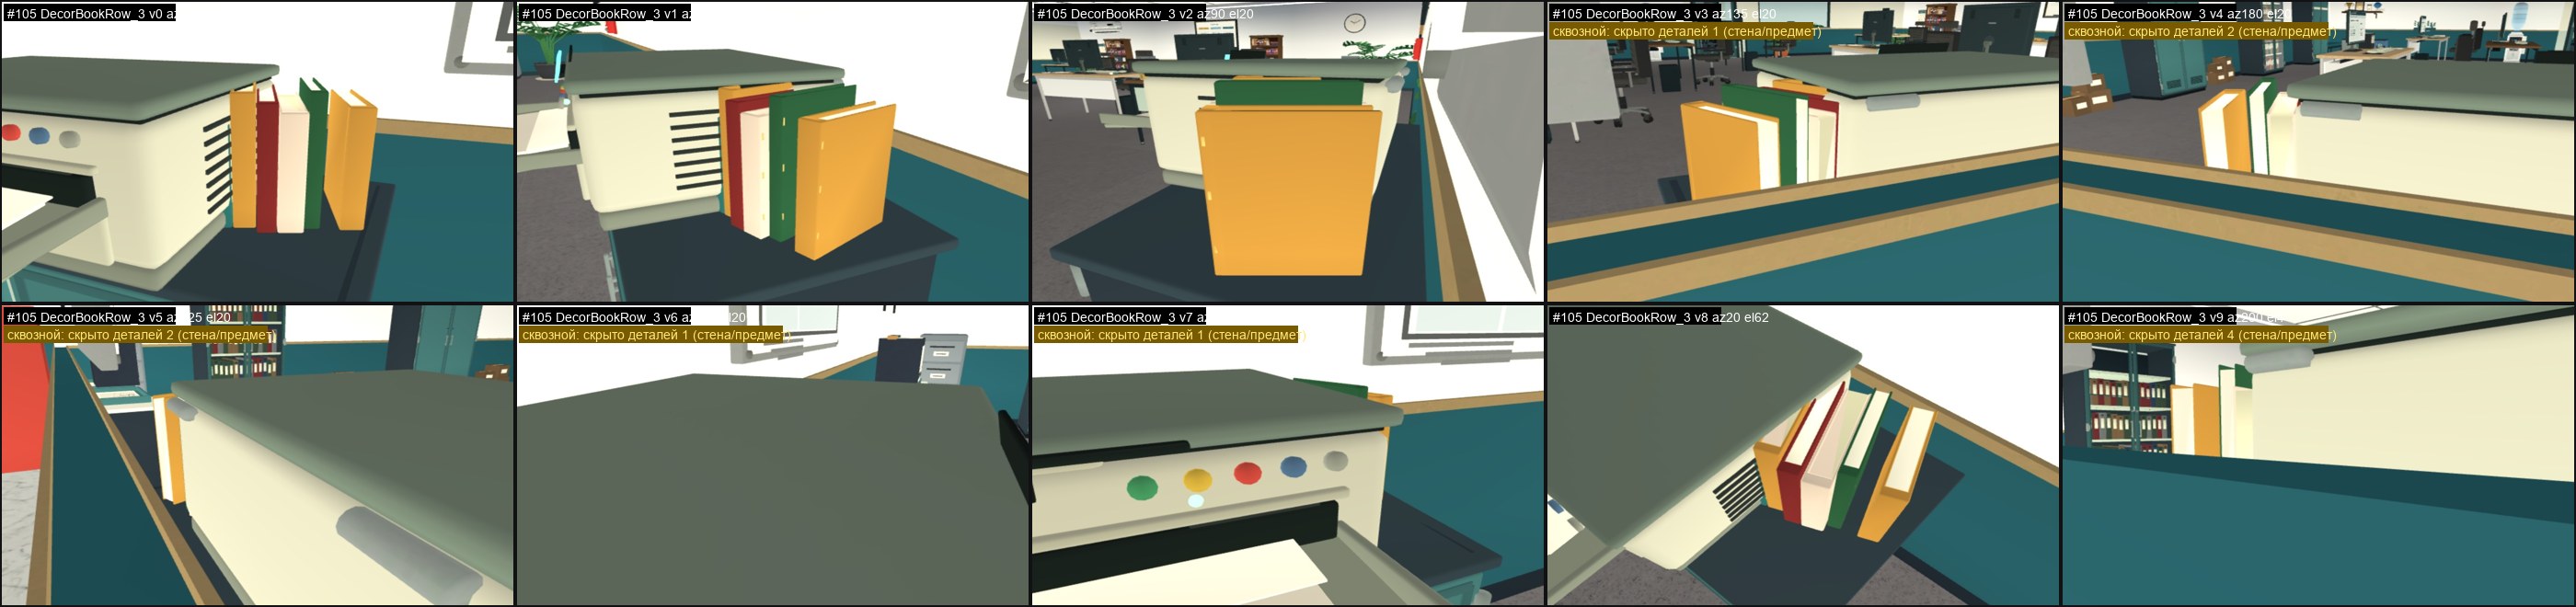 #105 DecorBookRow_3 v0 az
#105 DecorBookRow_3 v1 az
#105 DecorBookRow_3 v2 az90 el20
#105 DecorBookRow_3 v3 az135 el20
сквозной: скрыто деталей 1 (стена/предмет)
#105 DecorBookRow_3 v4 az180 el20
сквозной: скрыто деталей 2 (стена/предмет)
#105 DecorBookRow_3 v5 az225 el20
сквозной: скрыто деталей 2 (стена/предмет)
#105 DecorBookRow_3 v6 az
сквозной: скрыто деталей 1 (стена/предмет)
#105 DecorBookRow_3 v7 az
сквозной: скрыто деталей 1 (стена/предмет)
#105 DecorBookRow_3 v8 az20 el62
#105 DecorBookRow_3 v9
сквозной: скрыто деталей 4 (стена/предмет)